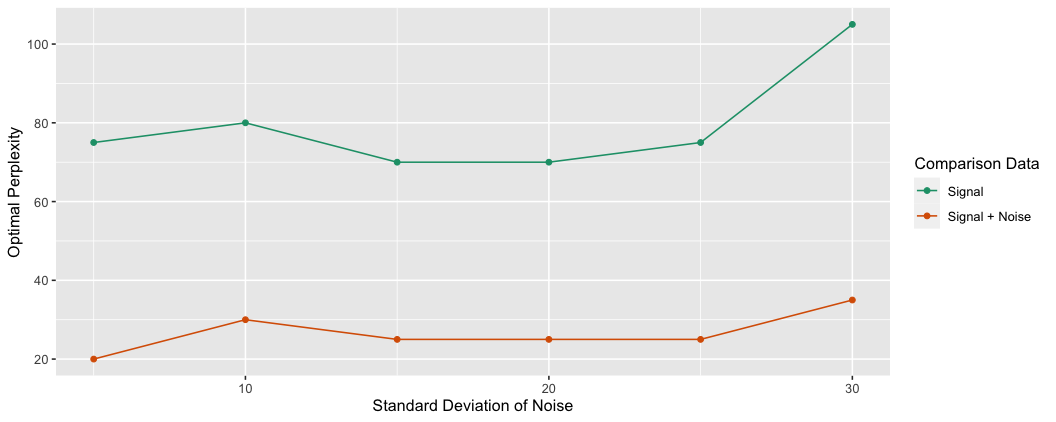 100
80
60
40
20
Optimal Perplexity
10
20
30
Standard Deviation of Noise
Comparison Data
Signal
Signal + Noise